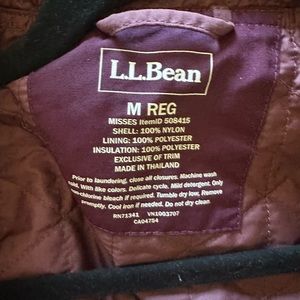 L.L.Bean
M REG
MISSES ItemID 508415
SHELL: 100% NYLON
LINING: 100% POLYESTER
INSULATION: 100% POLYESTER
EXCLUSIVE OF TRIM
MADE IN THAILAND
Prior to laundering, close all closures. Machine wash
cold. With like colors. Delicate cycle. Mild detergent. Only
non-chlorine bleach if required. Tumble dry low. Remove
promptly. Cool iron if needed. Do not dry clean.
RN71341 VN1003707
CA04754